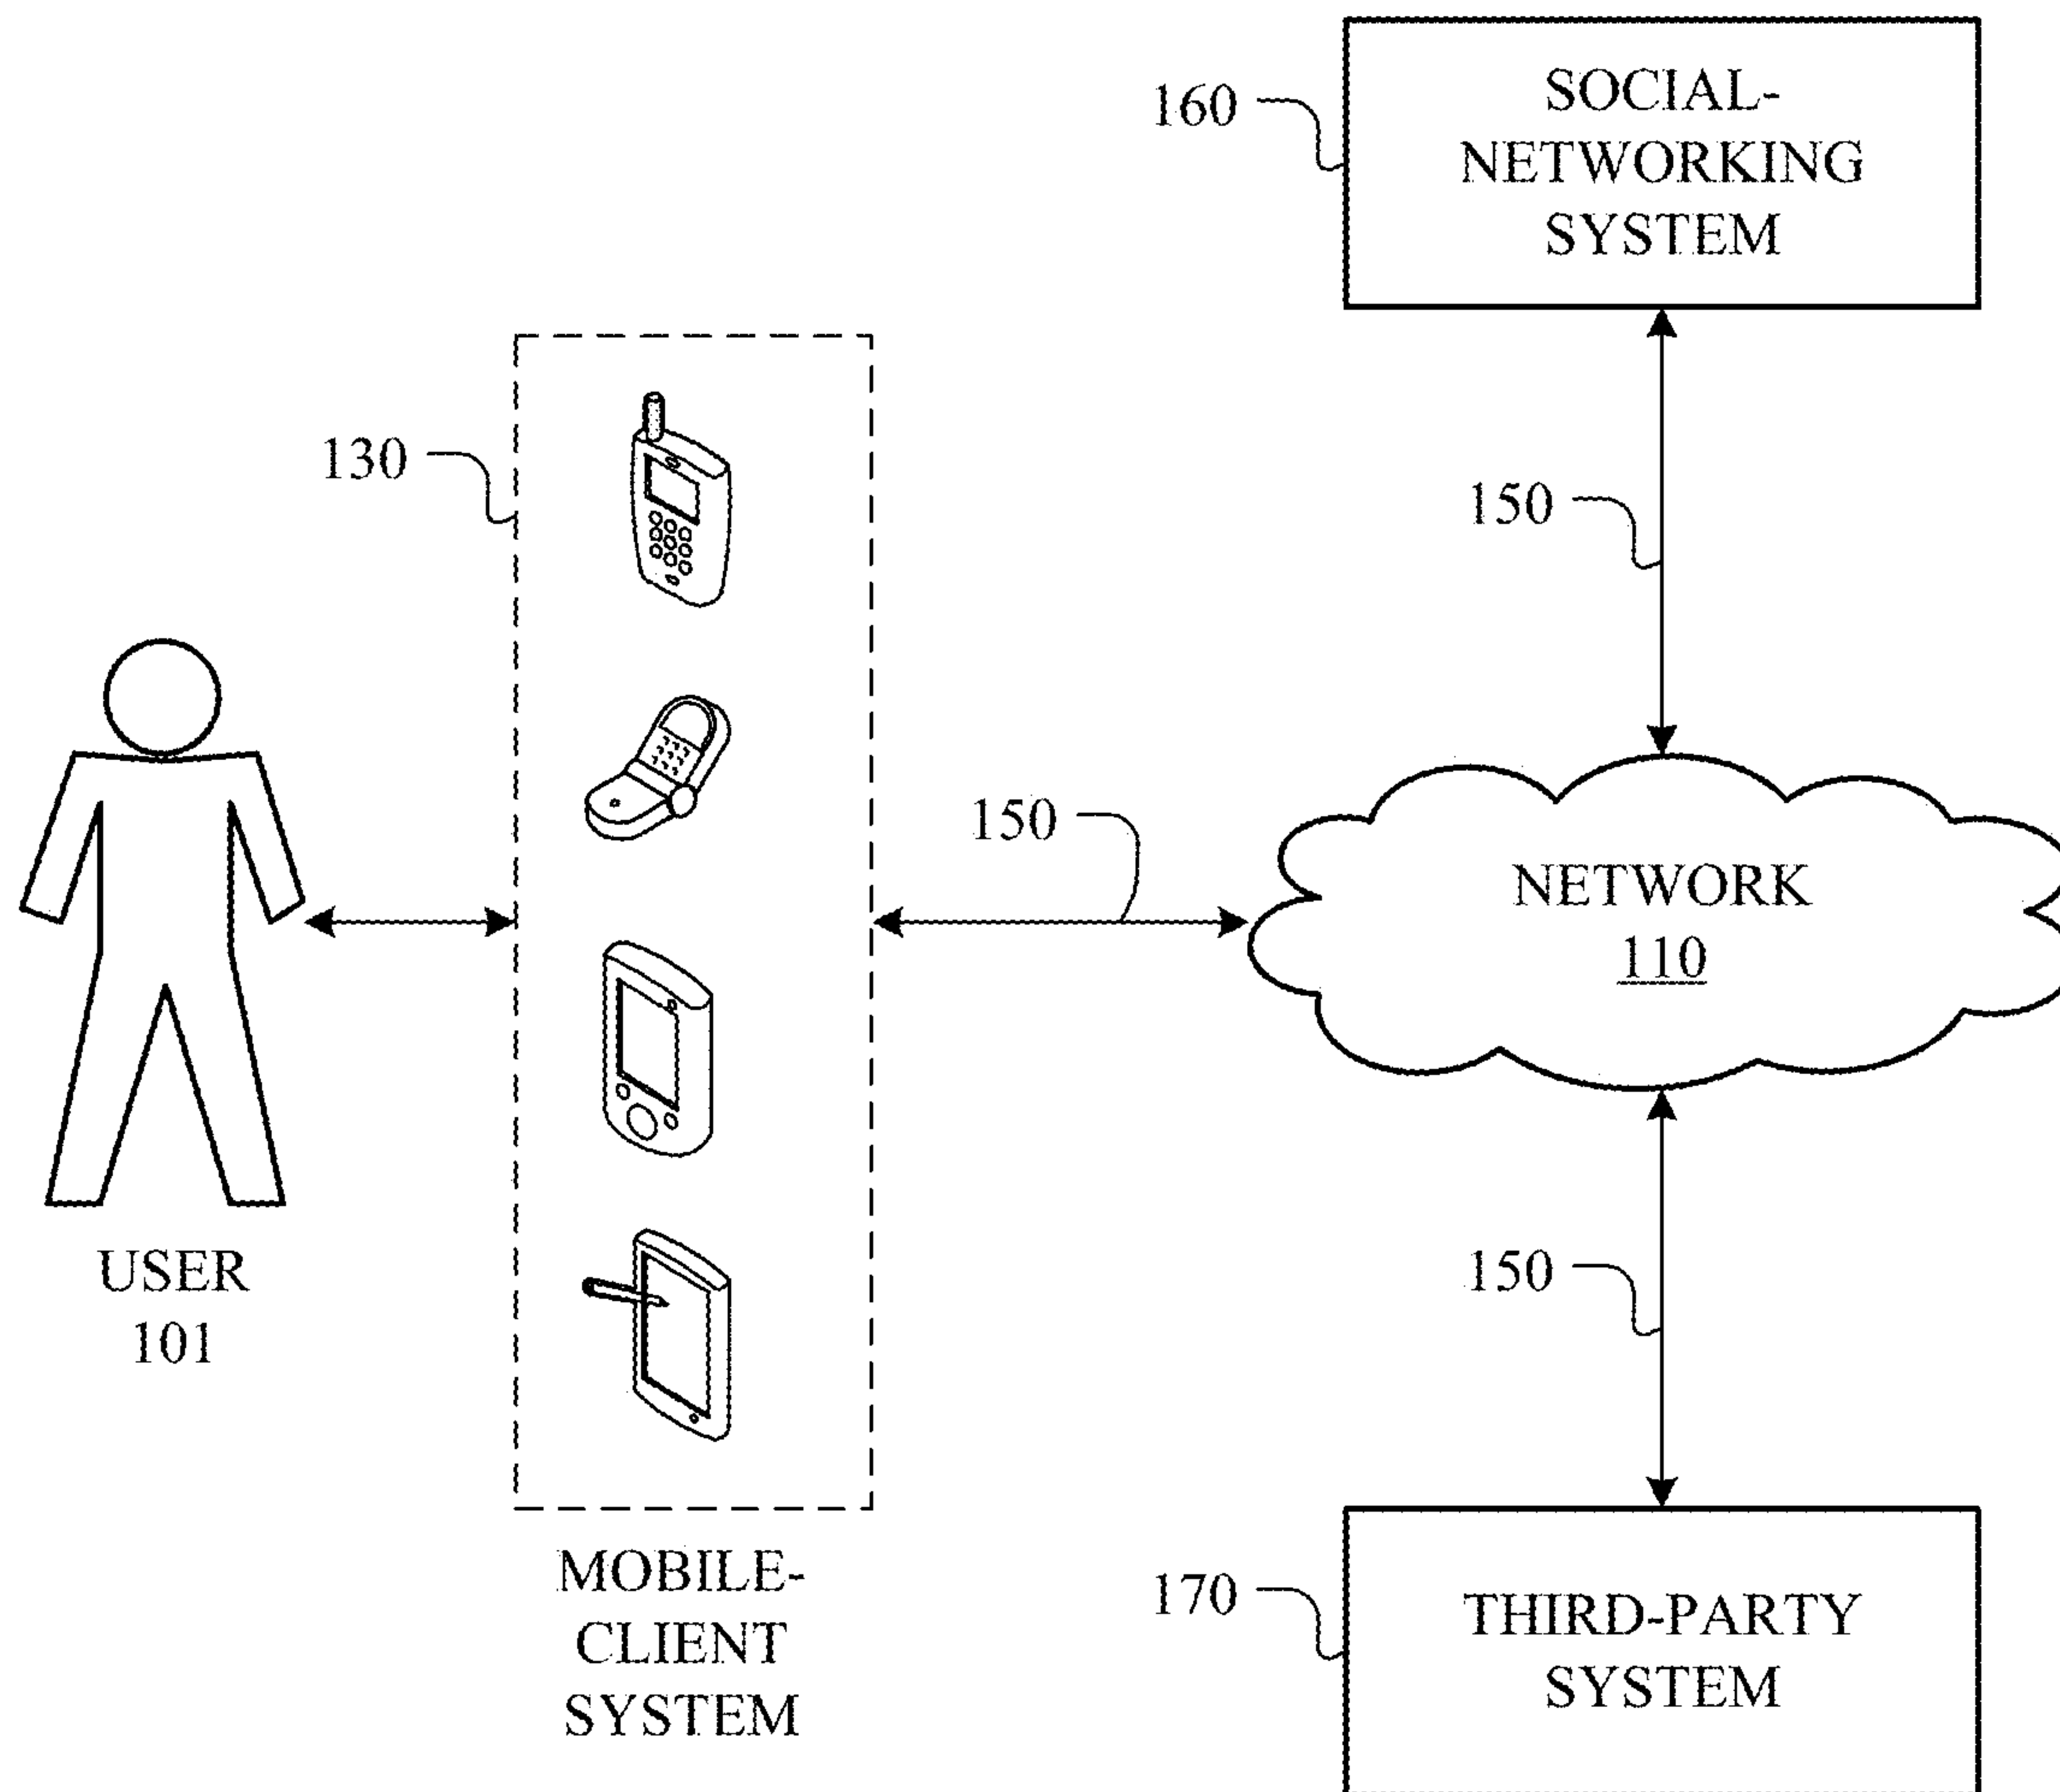 160
SOCIAL-
NETWORKING
SYSTEM
130
150
150
NETWORK
110
USER
101
150
MOBILE-
CLIENT
SYSTEM
170
THIRD-PARTY
SYSTEM